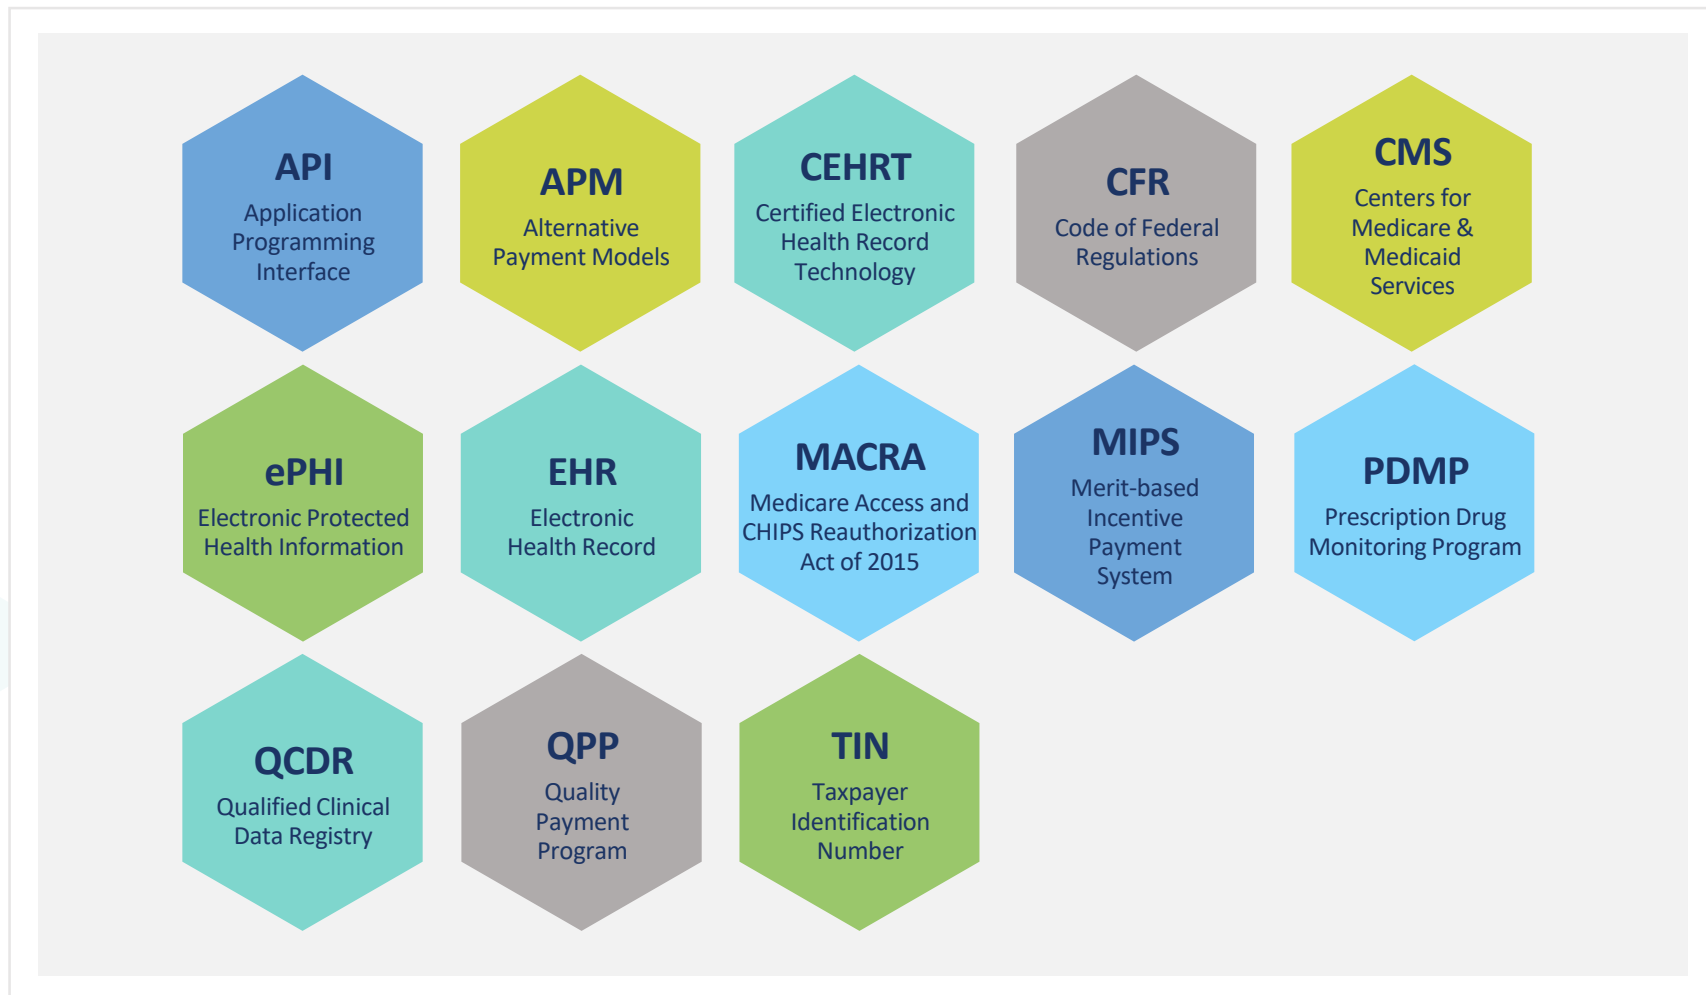 API
Application
Programming
Interface
APM
Alternative
Payment Models
CEHRT
Certified Electronic
Health Record
Technology
CFR
Code of Federal
Regulations
CMS
Centers for
Medicare &
Medicaid
Services
ePHI
Electronic Protected
Health Information
EHR
Electronic
Health Record
MACRA
Medicare Access and
CHIPS Reauthorization
Act of 2015
MIPS
Merit-based
Incentive
Payment
System
PDMP
Prescription Drug
Monitoring Program
QCDR
Qualified Clinical
Data Registry
QPP
Quality
Payment
Program
TIN
Taxpayer
Identification
Number